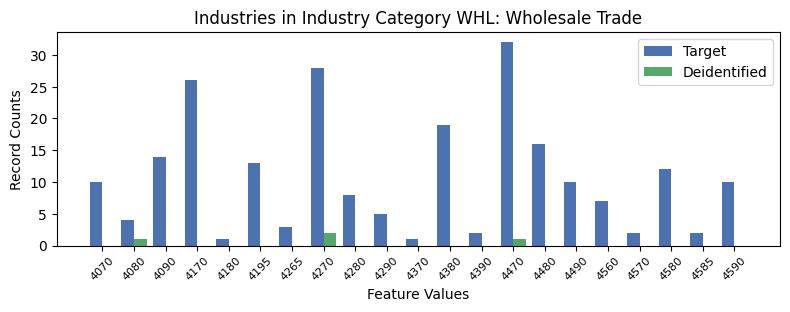 Industries in Industry Category WHL: Wholesale Trade
Target
Deidentified
Record Counts
30
25
20
15
10
5
0
4070 4080 4090 4170 4180 4195 4265 4270 4280 4290 4370 4380 4390 4470 4480 4490 4560 4570 4580 4585 4590
Feature Values